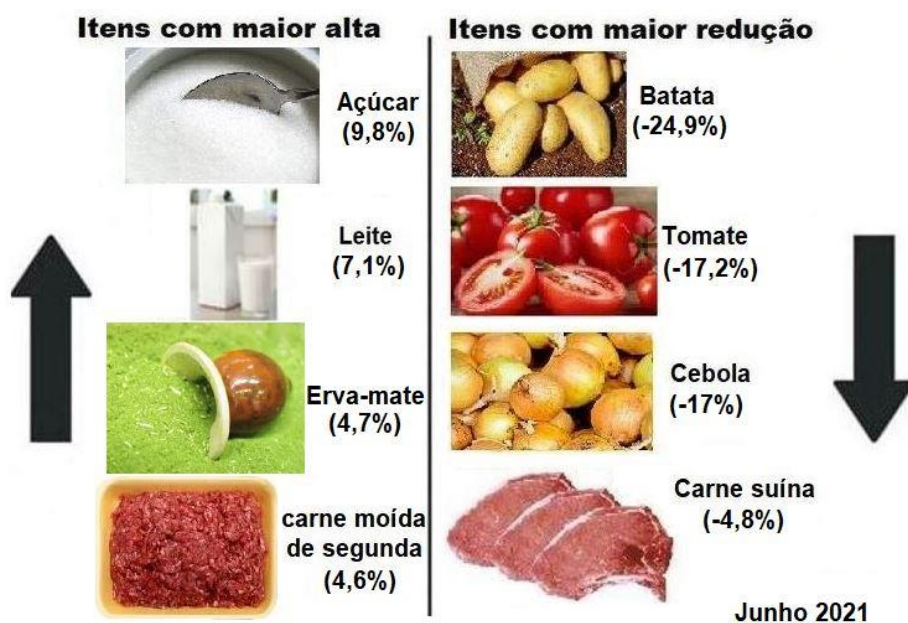 Itens com maior alta
Açúcar
(9,8%)
Leite
(7,1%)
Erva-mate
(4,7%)
carne moída
de segunda
(4,6%)
Itens com maior redução
Batata
(-24,9%)
Tomate
(-17,2%)
Cebola
(-17%)
Carne suína
(-4,8%)
Junho 2021